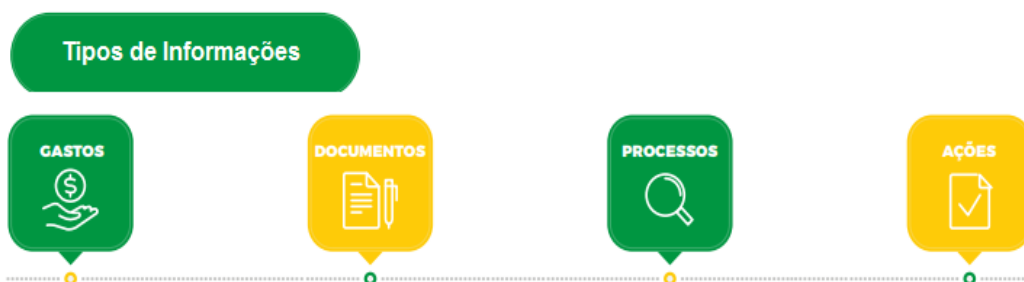 Tipos de Informações
GASTOS
DOCUMENTOS
PROCESSOS
AÇÕES